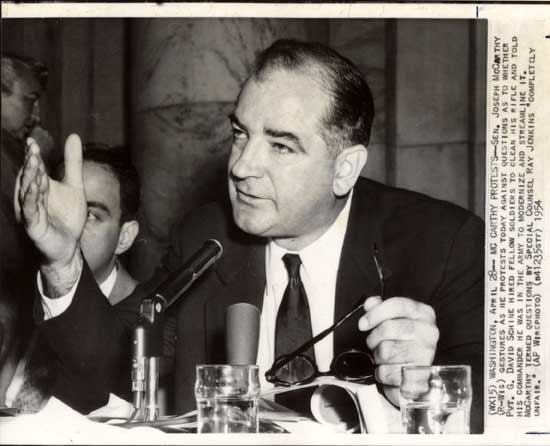 (WX15) WASHINGTON, APRIL 28-- MC CARTHY PROTESTS--SEN. JOSEPH MCCARTHY
(R-WIS) GESTURES AS HE PROTESTS TODAY AGAINST QUESTIONS AS TO WHETHER
PVT. G. DAVID SCHINE HIRED FELLOW SOLDIERS TO CLEAN HIS RIFLE AND TOLD
HIS COMMANDER HE WAS IN THE ARMY TO MODERNIZE AND STREAMLINE IT.
MCCARTHY TERMED QUESTIONS BY SPECIAL COUNSEL RAY JENKINS "COMPLETELY
UNFAIR." (AP WIREPHOTO) (B41235STF) 1954